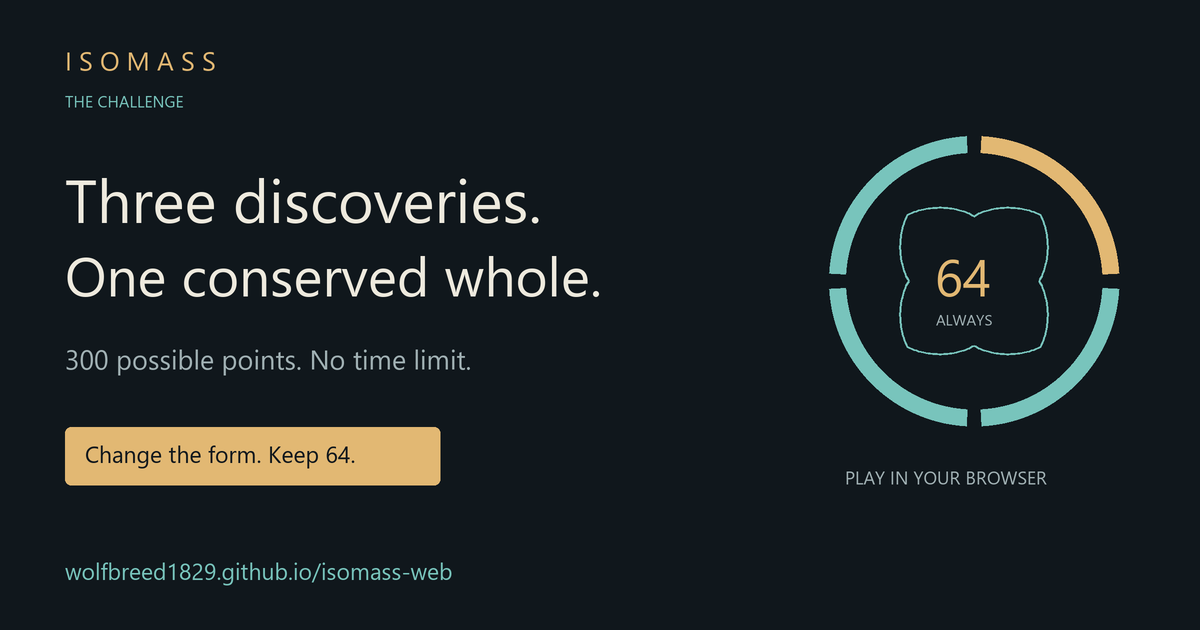 ISOMASS
THE CHALLENGE
Three discoveries.
One conserved whole.
300 possible points. No time limit.
Change the form. Keep 64.
wolfbreed1829.github.io/isomass-web
64
ALWAYS
PLAY IN YOUR BROWSER